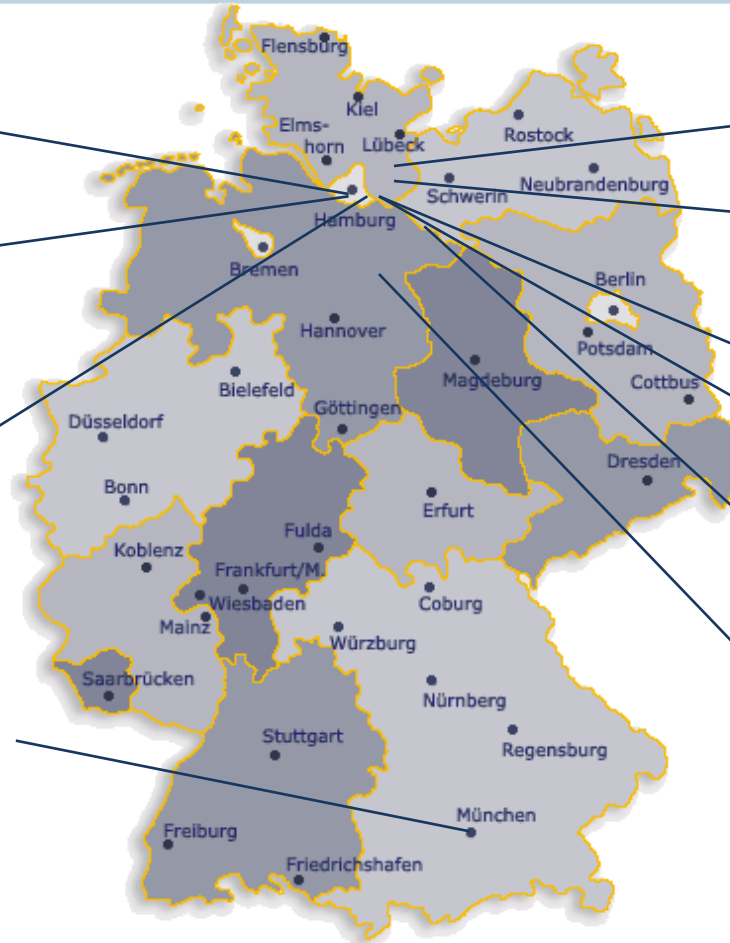 Flensburg
Kiel
Elms-
horn
Lübeck
Rostock
Neubrandenburg
Schwerin
Hamburg
Bremen
Berlin
Hannover
Potsdam
Magdeburg
Cottbus
Bielefeld
Göttingen
Düsseldorf
Dresden
Bonn
Erfurt
Fulda
Koblenz
Frankfurt/M.
Wiesbaden
Coburg
Mainz
Würzburg
Saarbrücken
Nürnberg
Stuttgart
Regensburg
München
Freiburg
Friedrichshafen